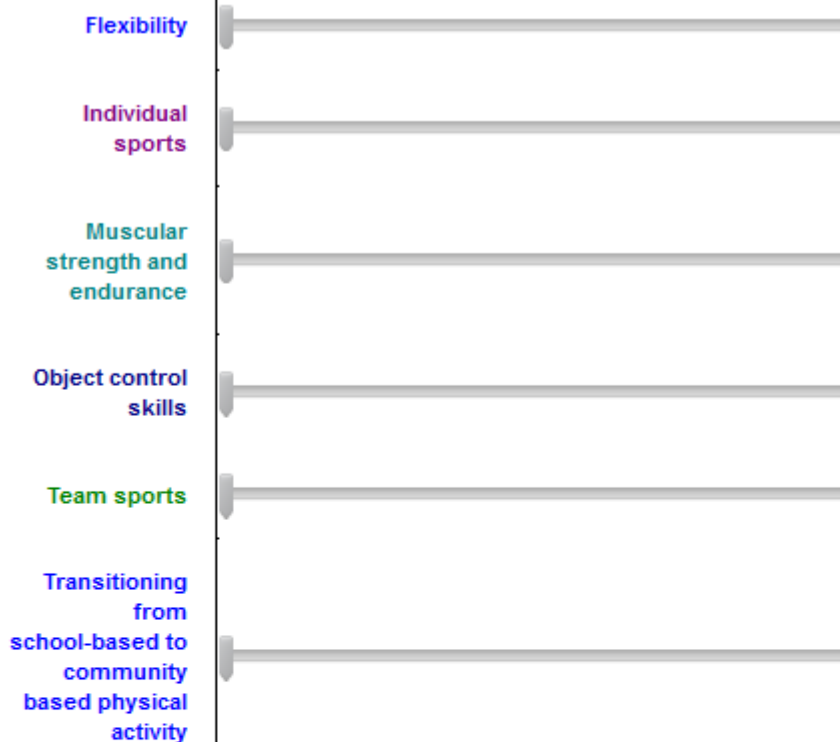 Flexibility
Individual
sports
Muscular
strength and
endurance
Object control
skills
Team sports
Transitioning
from
school-based to
community
based physical
activity